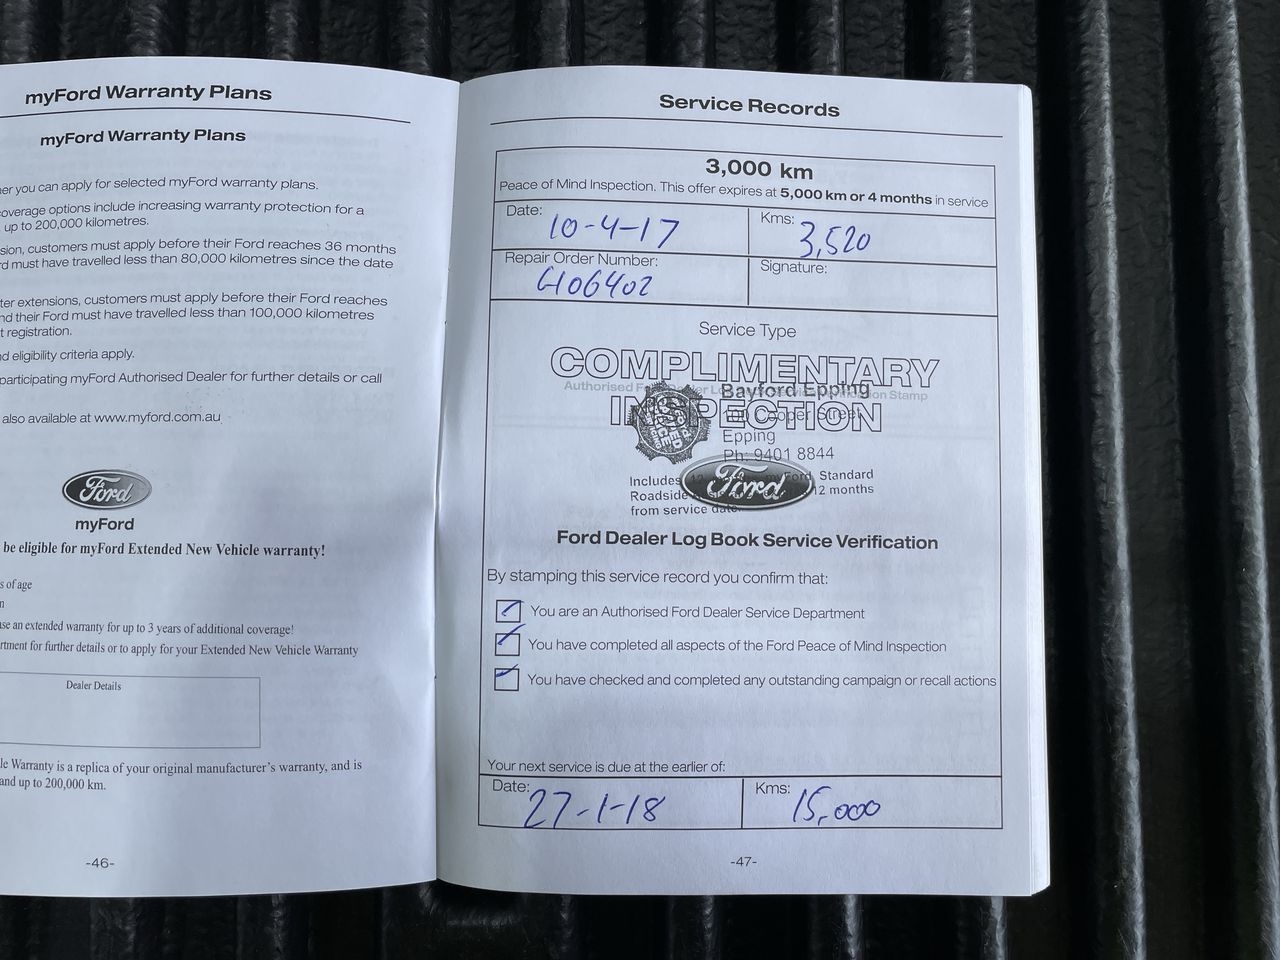 myFord Warranty Plans
myFord Warranty Plans
er you can apply for selected myFord warranty plans.
coverage options include increasing warranty protection for a
up to 200,000 kilometres.
sion, customers must apply before their Ford reaches 36 months
rd must have travelled less than 80,000 kilometres since the date
ter extensions, customers must apply before their Ford reaches
nd their Ford must have travelled less than 100,000 kilometres
t registration.
d eligibility criteria apply.
participating myFord Authorised Dealer for further details or call
also available at www.myford.com.au
Ford
myFord
be eligible for myFord Extended New Vehicle warranty!
s of age
n
se an extended warranty for up to 3 years of additional coverage!
rtment for further details or to apply for your Extended New Vehicle Warranty
Dealer Details
le Warranty is a replica of your original manufacturer's warranty, and is
and up to 200,000 km.
-46-
Service Records
3,000 km
Peace of Mind Inspection. This offer expires at 5,000 km or 4 months in service
Date: 10-4-17 Kms: 3,520
Repair Order Number: Signature:
Service Type
COMPLIMENTARY
Bayford Epping
INSPECTION
Cooper Street
Epping
Ph: 9401 8844
Includes 12 Ford Standard
Roadside 12 months
from service date.
Ford
Ford Dealer Log Book Service Verification
By stamping this service record you confirm that:
You are an Authorised Ford Dealer Service Department
You have completed all aspects of the Ford Peace of Mind Inspection
You have checked and completed any outstanding campaign or recall actions
Your next service is due at the earlier of:
Date: 27-1-18 Kms: 15,000
-47-